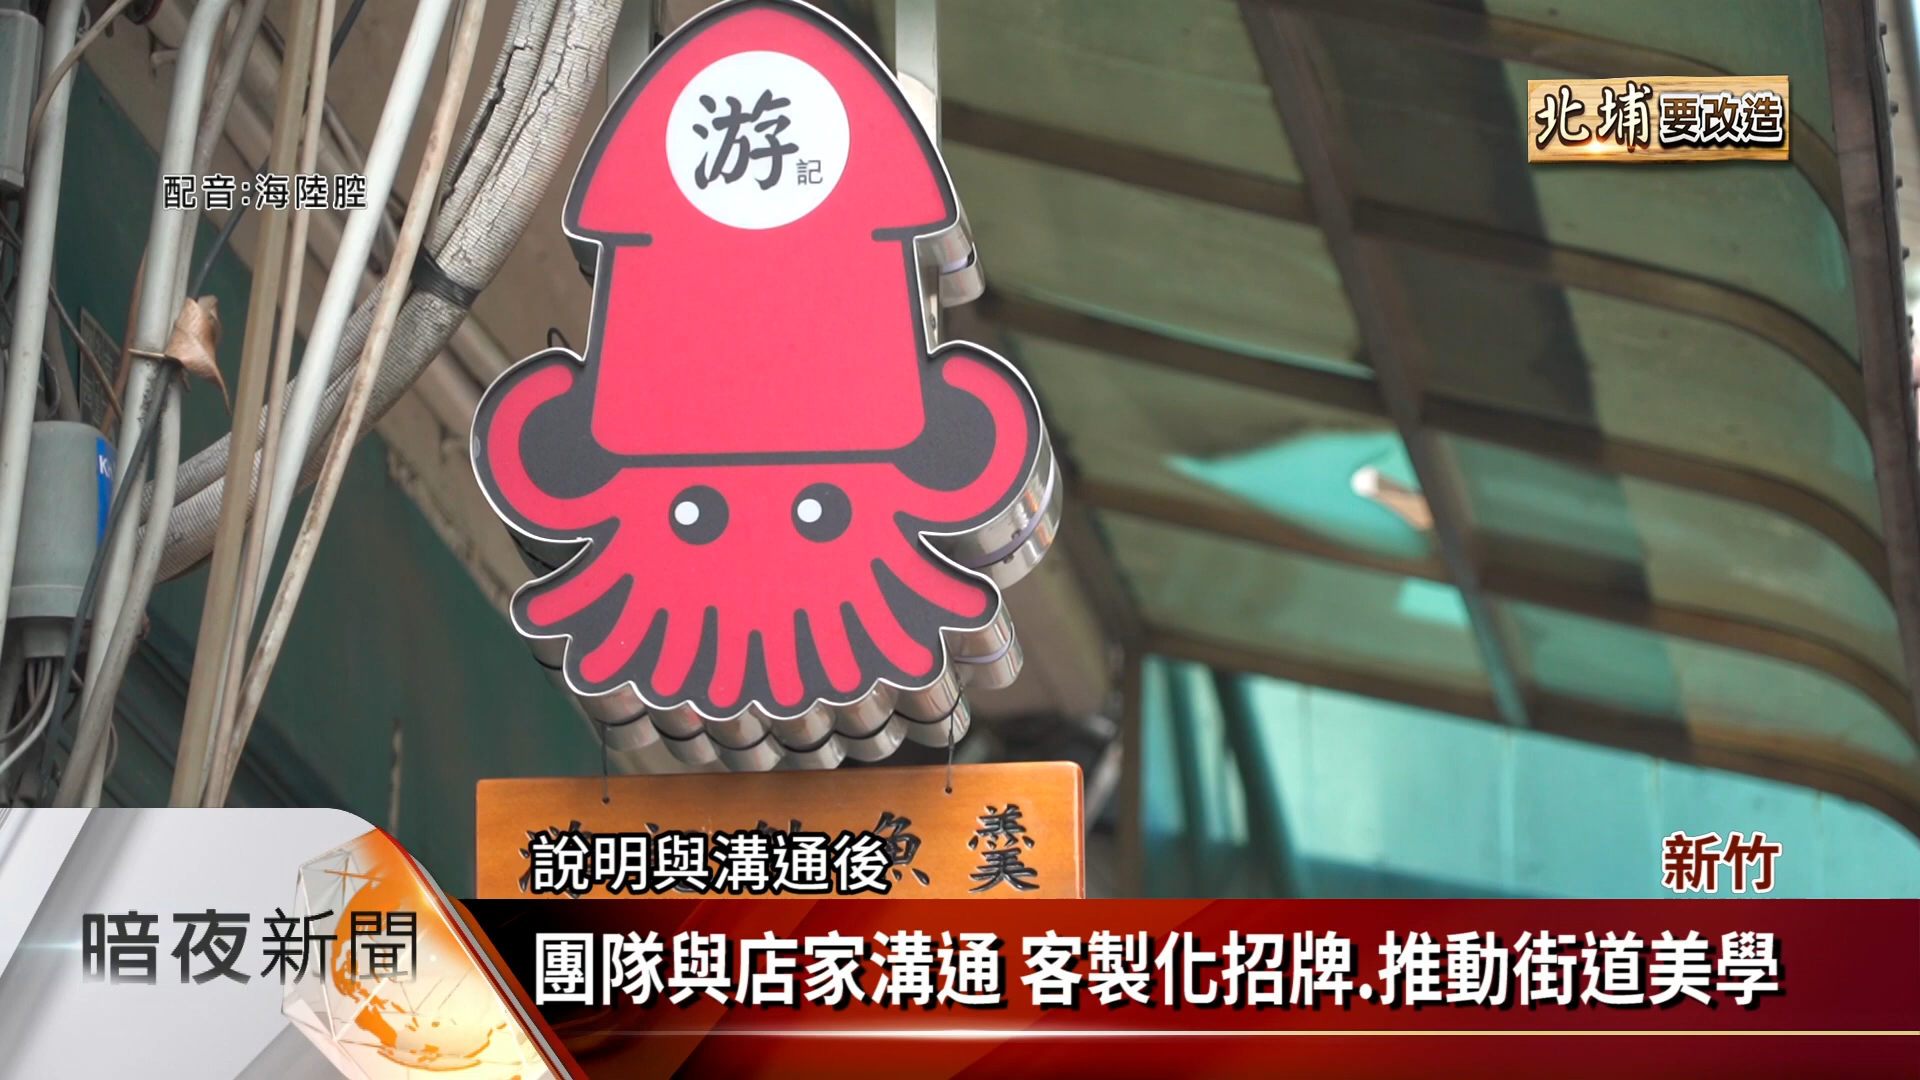 游記
北埔要改造
配音:海陸腔
魚羹
說明與溝通後
新竹
暗夜新聞
團隊與店家溝通 客製化招牌.推動街道美學